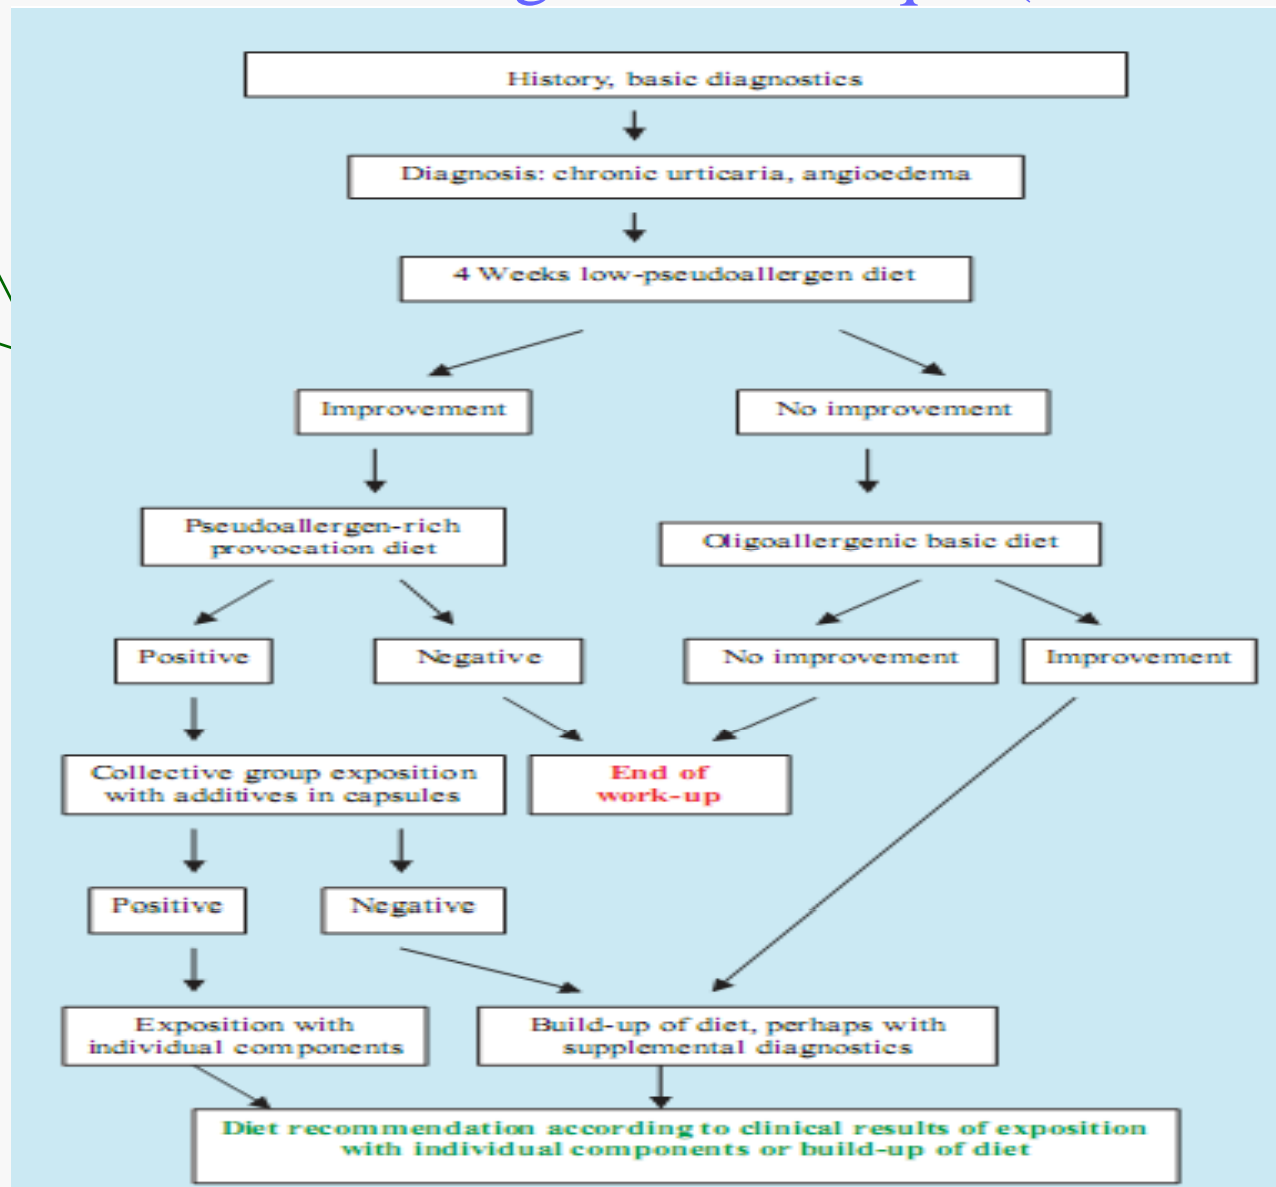 History, basic diagnostics
Diagnosis: chronic urticaria, angioedema
4 Weeks low-pseudoallergen diet
Improvement
No improvement
Pseudoallergen-rich
provocation diet
Oligoallergenic basic diet
Positive
Negative
No improvement
Improvement
Collective group exposition
with additives in capsules
End of
work-up
Positive
Negative
Exposition with
individual components
Build-up of diet, perhaps with
supplemental diagnostics
Diet recommendation according to clinical results of exposition
with individual components or build-up of diet